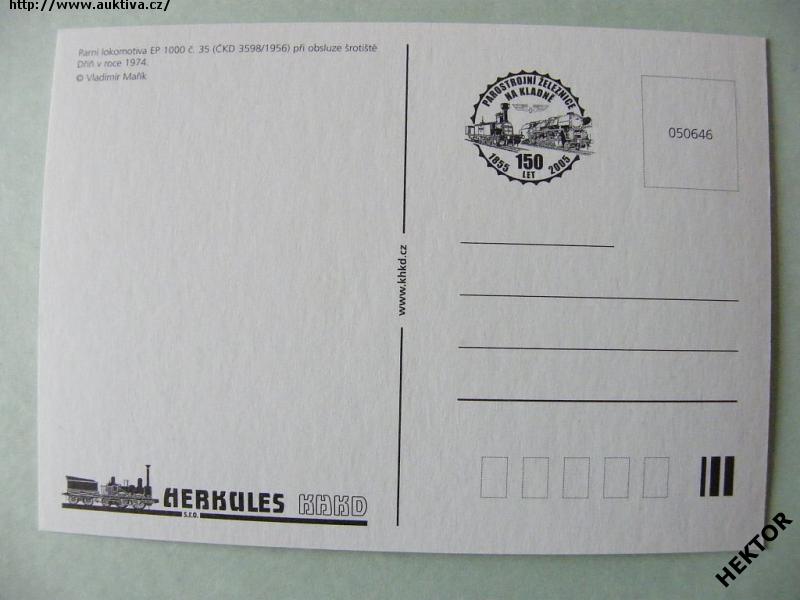 http://www.auktiva.cz/
Parní lokomotiva EP 1000 č. 35 (ČKD 3598/1956) při obsluze šrotiště
Dříň v roce 1974.
© Vladimír Mařík
PAROSTROJNÍ ŽELEZNICE
NA KLADNĚ
1855 150 2005
LET
050646
www.khkd.cz
HERKULES KHKD
s.r.o.
HEKTOR